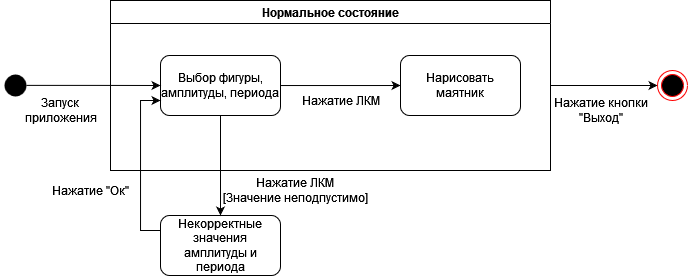 Нормальное состояние
Выбор фигуры,
амплитуды, периода
Нарисовать
маятник
Запуск
приложения
Нажатие ЛКМ
Нажатие кнопки
"Выход"
Нажатие "Ок"
Нажатие ЛКМ
[Значение неподпустимо]
Некорректные
значения
амплитуды и
периода